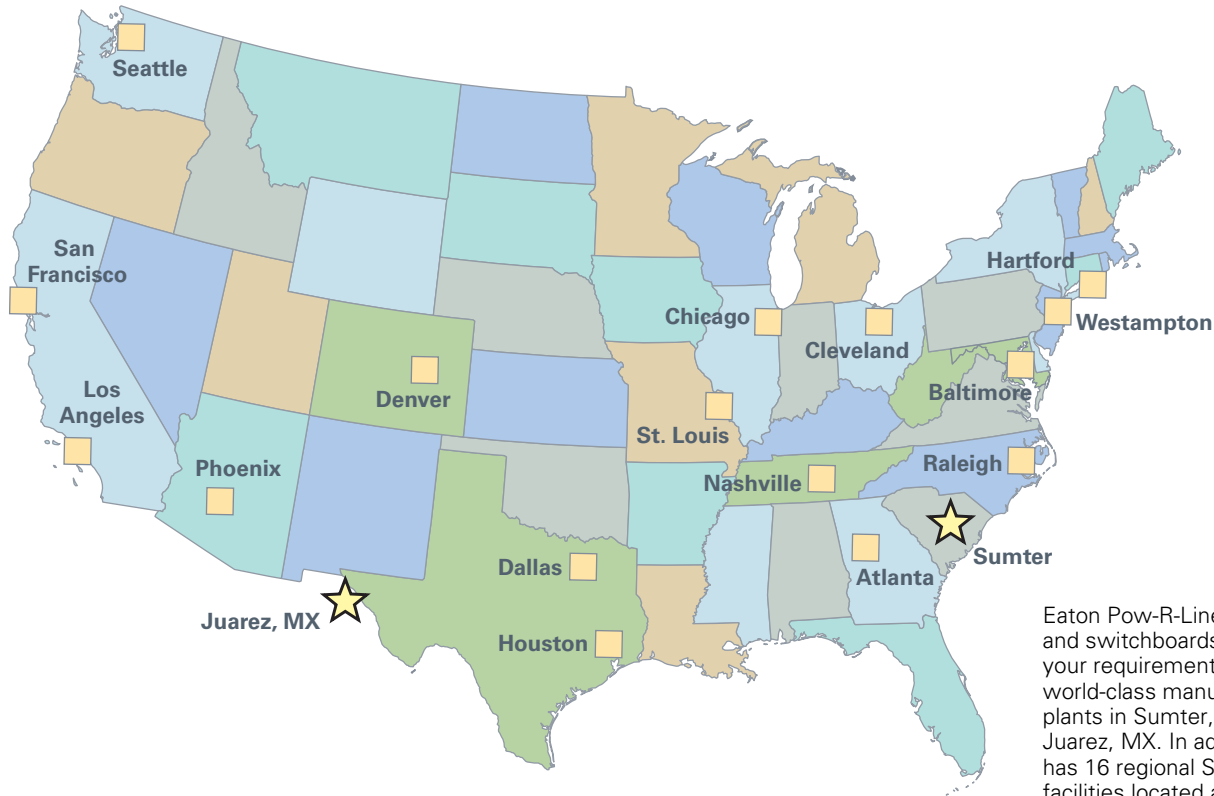 Seattle
San
Francisco
Los
Angeles
Phoenix
Denver
Juarez, MX
Dallas
Houston
St. Louis
Chicago
Nashville
Cleveland
Atlanta
Sumter
Raleigh
Baltimore
Westampton
Hartford
Eaton Pow-R-Line
and switchboards
your requirement
world-class manu
plants in Sumter,
Juarez, MX. In ad
has 16 regional S
facilities located a